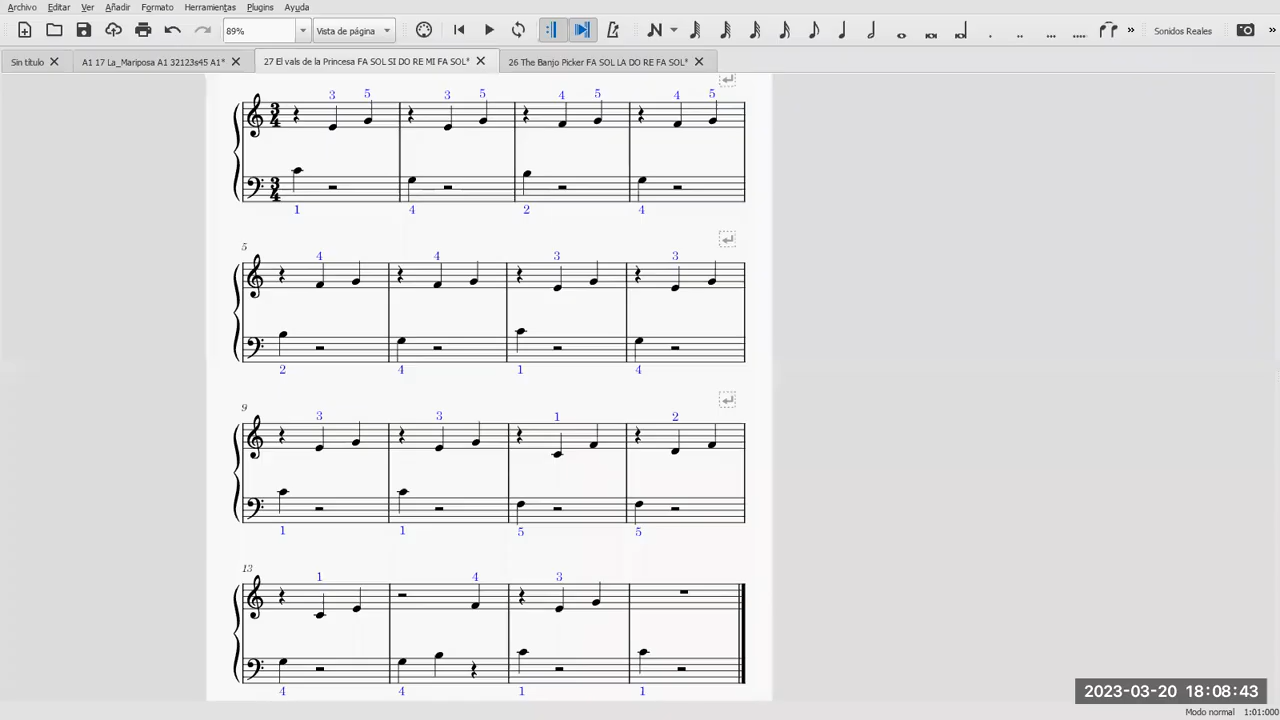 Archivo Editar Ver Añadir Formato Herramientas Plugins Ayuda
89% Vista de página Sonidos Reales
Sin título A1 17 La_Mariposa A1 32123s45 A1* 27 El vals de la Princesa FA SOL SI DO RE MI FA SOL* 26 The Banjo Picker FA SOL LA DO RE FA SOL*
3 5 3 5 4 5 4 5
3 4
3 4
1 4 2 4
5
4 4 3 3
2 4 1 4
9
3 3 1 2
1 1 5 5
13
1 4 3
4 4 1 1
2023-03-20 18:08:43
Modo normal 1:01:000